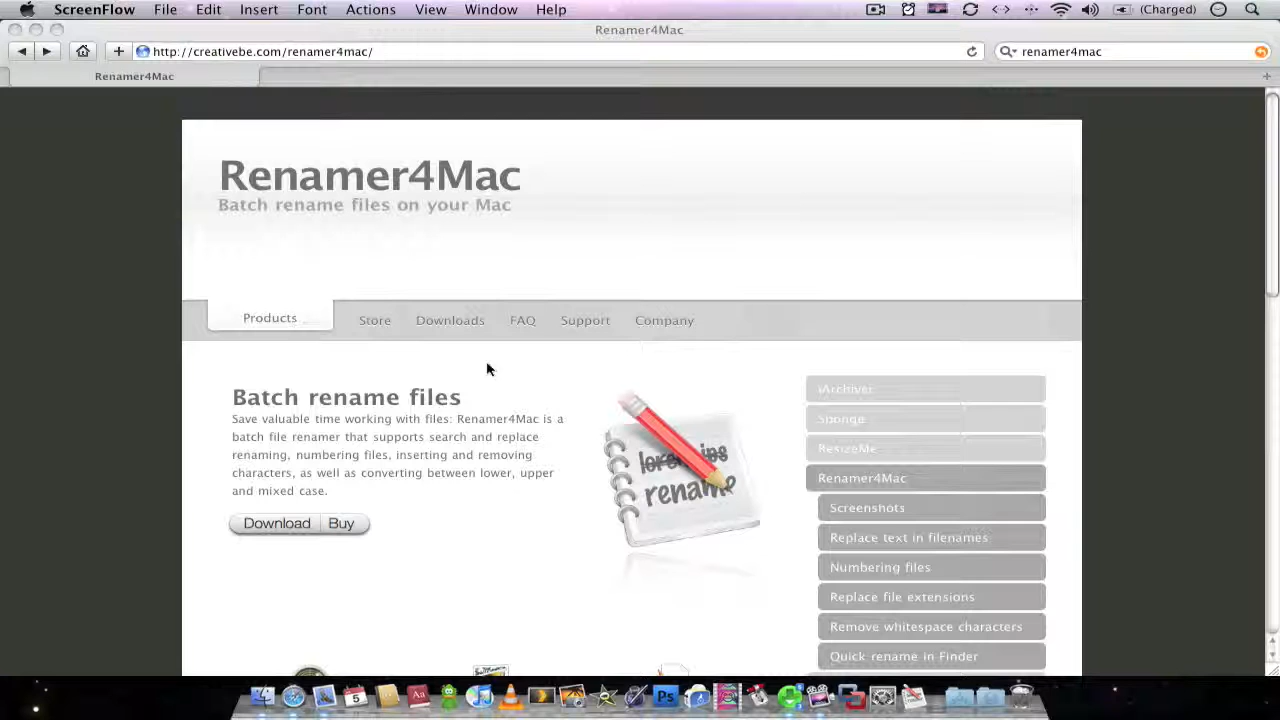 ScreenFlow File Edit Insert Font Actions View Window Help (Charged)
Renamer4Mac
http://creativebe.com/renamer4mac/ renamer4mac
Renamer4Mac
Renamer4Mac
Batch rename files on your Mac
Products Store Downloads FAQ Support Company
Batch rename files
Save valuable time working with files: Renamer4Mac is a
batch file renamer that supports search and replace
renaming, numbering files, inserting and removing
characters, as well as converting between lower, upper
and mixed case.
Download Buy
rename
iArchiver
Sponge
ResizeMe
Renamer4Mac
Screenshots
Replace text in filenames
Numbering files
Replace file extensions
Remove whitespace characters
Quick rename in Finder
5
Aa
Ps